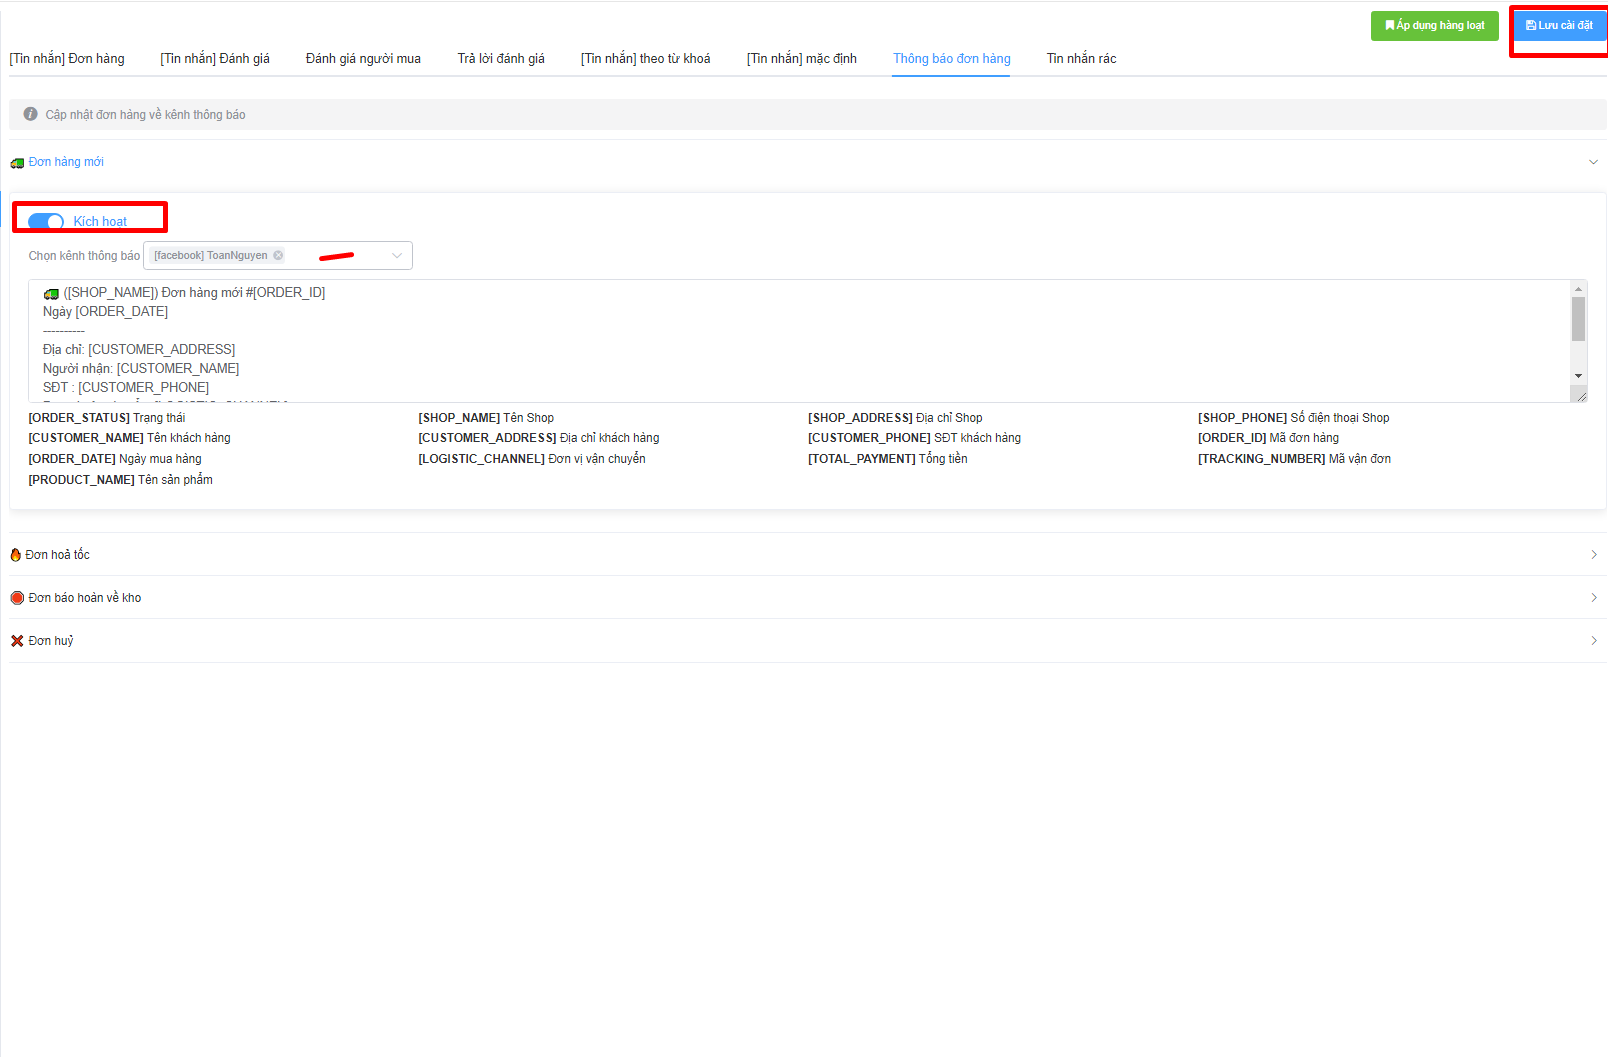 Áp dụng hàng loạt
Lưu cài đặt
[Tin nhắn] Đơn hàng
[Tin nhắn] Đánh giá
Đánh giá người mua
Trả lời đánh giá
[Tin nhắn] theo từ khoá
[Tin nhắn] mặc định
Thông báo đơn hàng
Tin nhắn rác
Cập nhật đơn hàng về kênh thông báo
Đơn hàng mới
Kích hoạt
Chọn kênh thông báo
[facebook] ToanNguyen
([SHOP_NAME]) Đơn hàng mới #[ORDER_ID]
Ngày [ORDER_DATE]
----------
Địa chỉ: [CUSTOMER_ADDRESS]
Người nhận: [CUSTOMER_NAME]
SĐT : [CUSTOMER_PHONE]
[ORDER_STATUS] Trạng thái
[SHOP_NAME] Tên Shop
[SHOP_ADDRESS] Địa chỉ Shop
[SHOP_PHONE] Số điện thoại Shop
[CUSTOMER_NAME] Tên khách hàng
[CUSTOMER_ADDRESS] Địa chỉ khách hàng
[CUSTOMER_PHONE] SĐT khách hàng
[ORDER_ID] Mã đơn hàng
[ORDER_DATE] Ngày mua hàng
[LOGISTIC_CHANNEL] Đơn vị vận chuyển
[TOTAL_PAYMENT] Tổng tiền
[TRACKING_NUMBER] Mã vận đơn
[PRODUCT_NAME] Tên sản phẩm
Đơn hoả tốc
Đơn báo hoàn về kho
Đơn huỷ